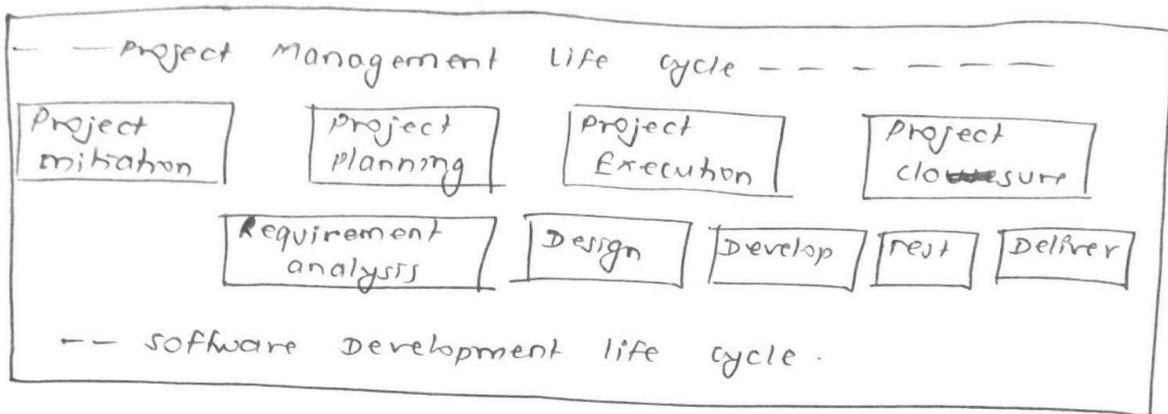 -- Project Management life cycle -------
Project
initiation
Project
planning
Project
Execution
Project
closure
Requirement
analysis
Design
Develop
Test
Deliver
-- software Development life cycle.